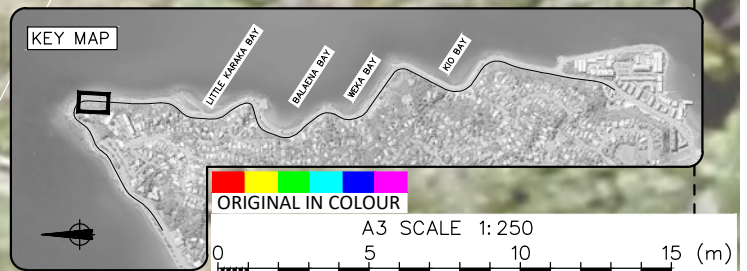 KEY MAP
LITTLE KARAKA BAY
BALAENA BAY
WEKA BAY
KIO BAY
ORIGINAL IN COLOUR
A3 SCALE 1:250
0 5 10 15 (m)